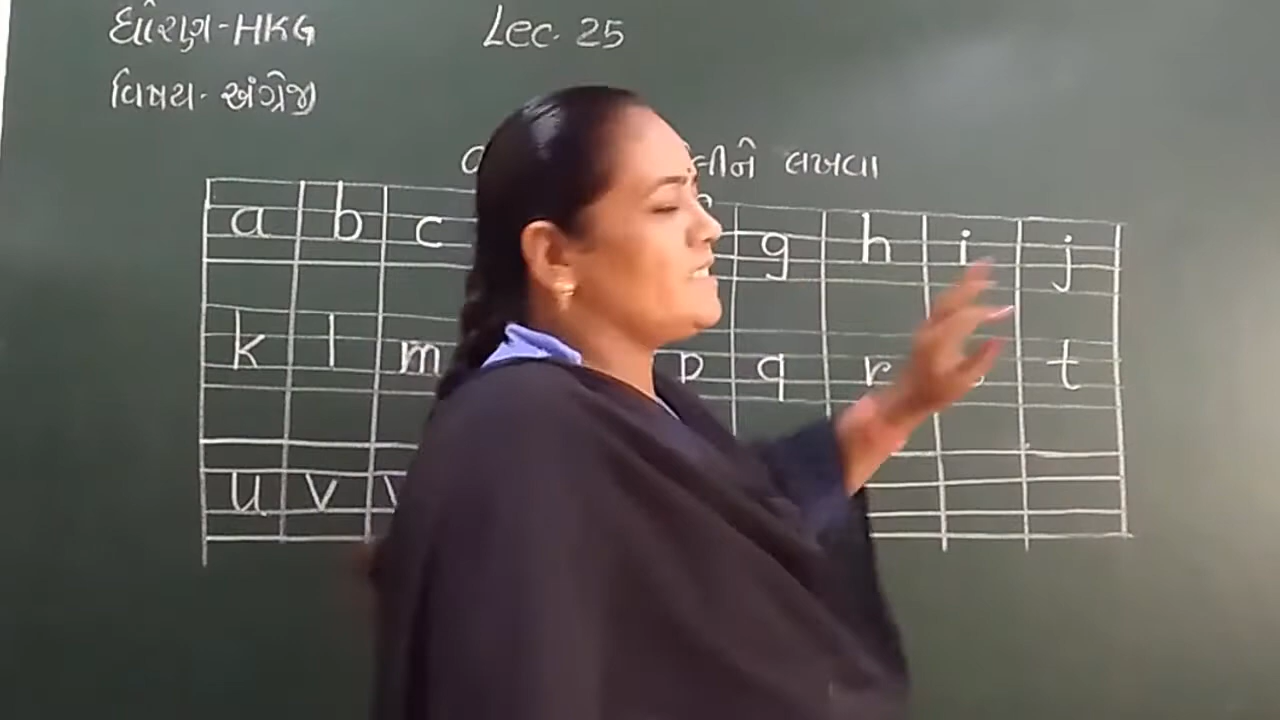 ધોરણ-HKG
Lec. 25
વિષય- અંગ્રેજી
લખવા
a b c g h i j
k l m p q r t
u v